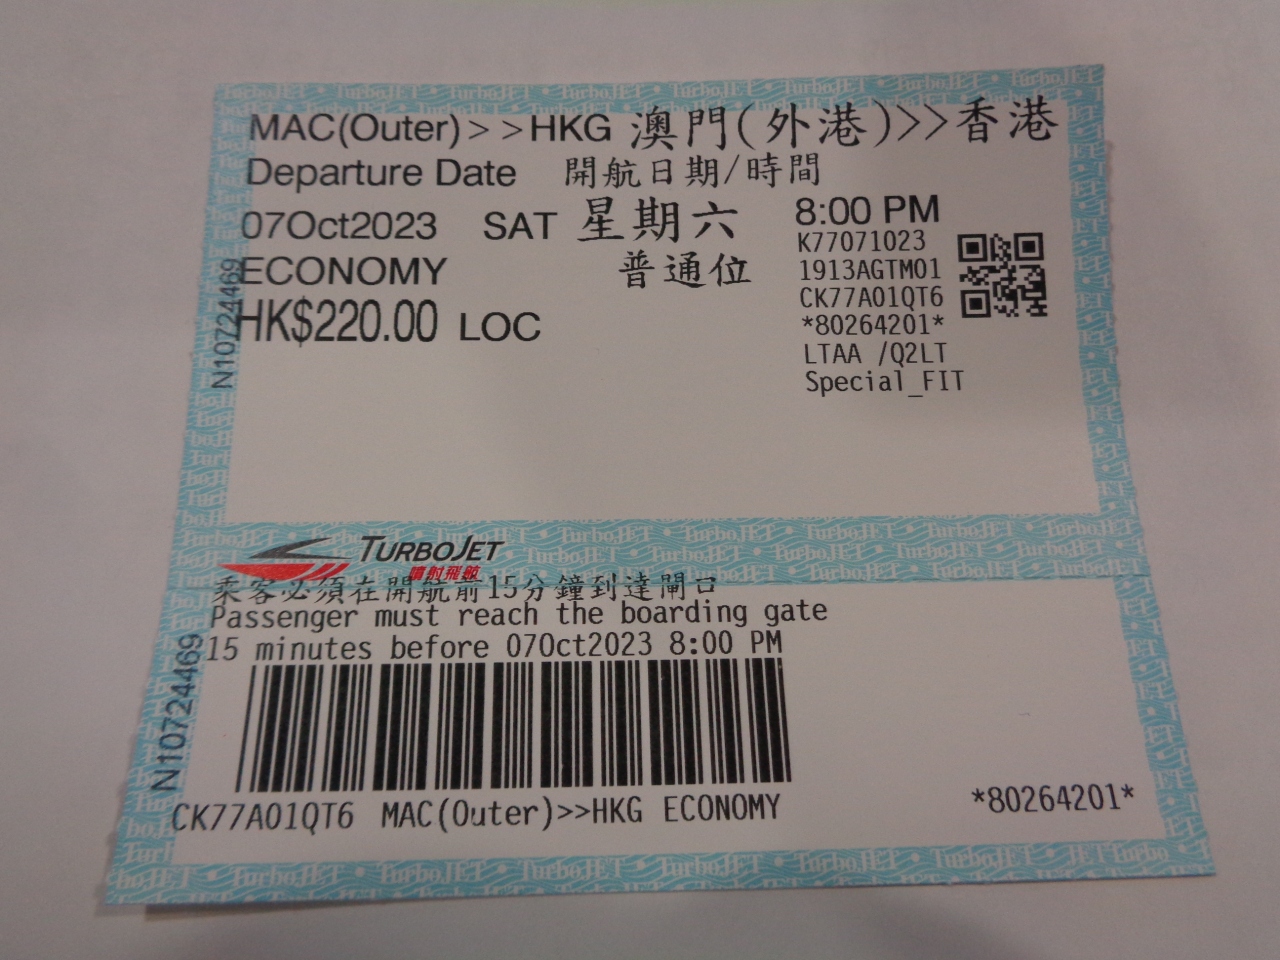 MAC(Outer)>>HKG 澳門(外港)>>香港
Departure Date 開航日期/時間
07Oct2023 SAT 星期六 8:00 PM
K77071023
ECONOMY 普通位 1913AGTM01
CK77A01QT6
HK$220.00 LOC *80264201*
LTAA /Q2LT
Special_FIT
N10724469
TURBOJET
噴射飛航
乘客必須在開航前15分鐘到達閘口
Passenger must reach the boarding gate
15 minutes before 07Oct2023 8:00 PM
N10724469
CK77A01QT6 MAC(Outer)>>HKG ECONOMY *80264201*